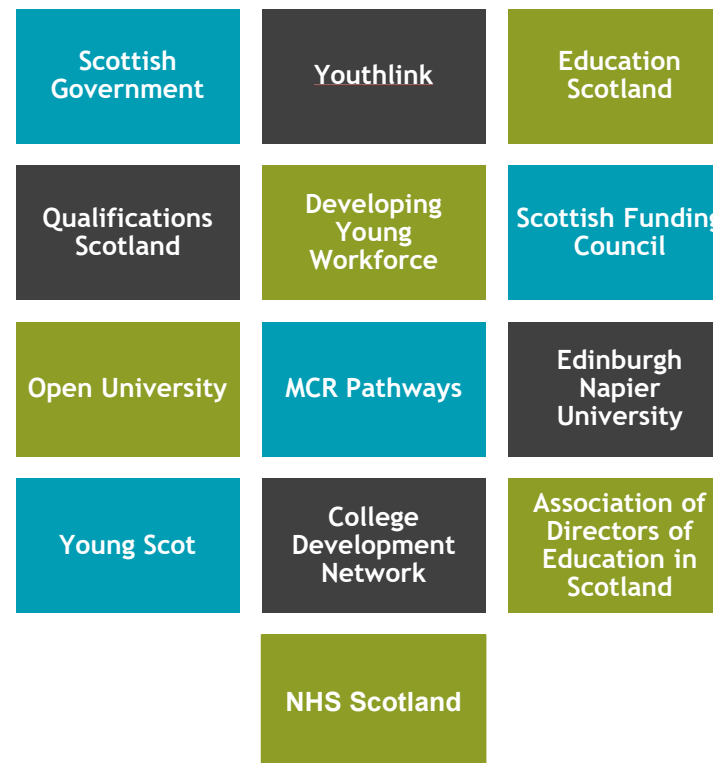 Scottish
Government
Youthlink
Education
Scotland
Qualifications
Scotland
Developing
Young
Workforce
Scottish Funding
Council
Open University
MCR Pathways
Edinburgh
Napier
University
Young Scot
College
Development
Network
Association of
Directors of
Education in
Scotland
NHS Scotland